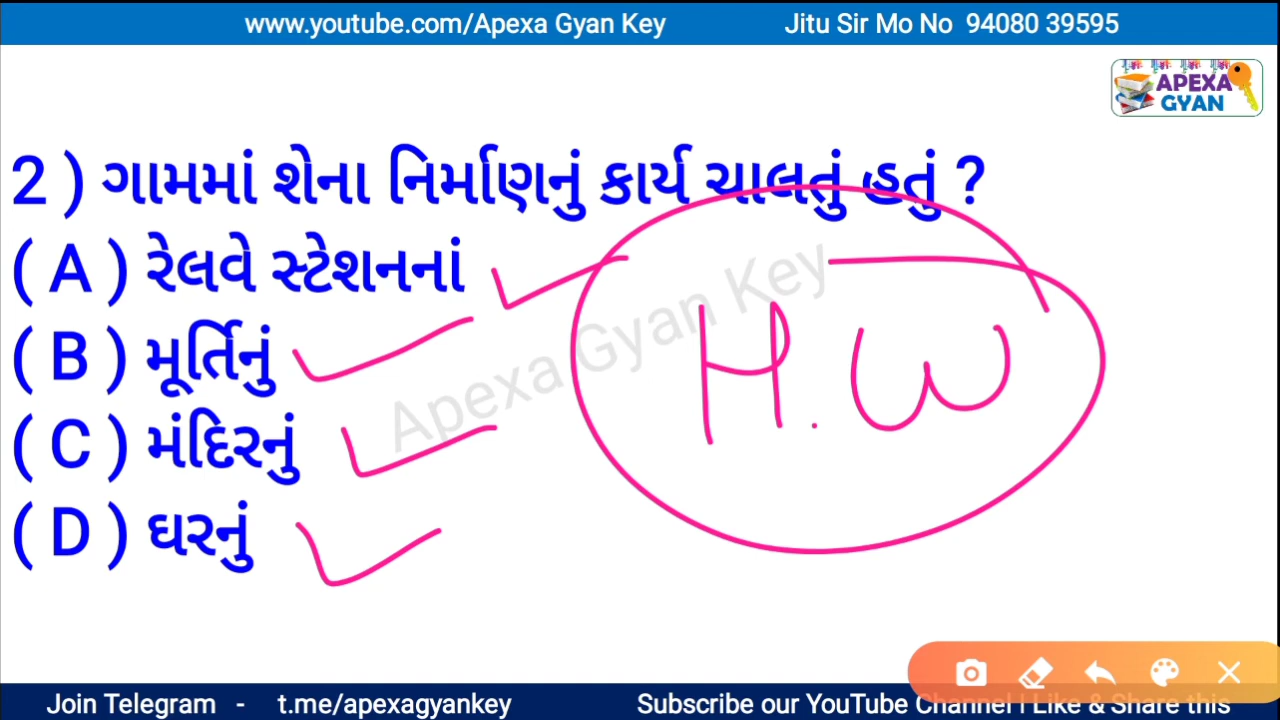 www.youtube.com/Apexa Gyan Key Jitu Sir Mo No 94080 39595
APEXA
GYAN
2 ) ગામમાં શેના નિર્માણનું કાર્ય ચાલતું હતું ?
( A ) રેલવે સ્ટેશનનાં
( B ) મૂર્તિનું
( C ) મંદિરનું
( D ) ઘરનું
H.W
Apexa Gyan Key
Join Telegram - t.me/apexagyankey Subscribe our YouTube Channel | Like & Share this